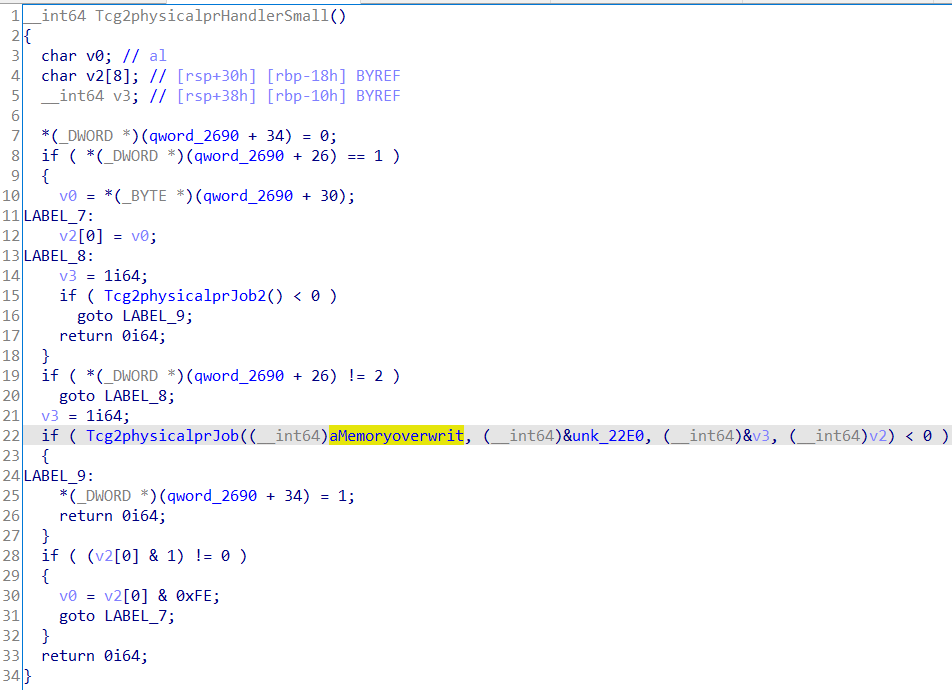 1 __int64 Tcg2physicalprHandlerSmall()
2 {
3   char v0; // al
4   char v2[8]; // [rsp+30h] [rbp-18h] BYREF
5   __int64 v3; // [rsp+38h] [rbp-10h] BYREF
6
7   *(_DWORD *)(qword_2690 + 34) = 0;
8   if ( *(_DWORD *)(qword_2690 + 26) == 1 )
9   {
10     v0 = *(_BYTE *)(qword_2690 + 30);
11 LABEL_7:
12     v2[0] = v0;
13 LABEL_8:
14     v3 = 1i64;
15     if ( Tcg2physicalprJob2() < 0 )
16       goto LABEL_9;
17     return 0i64;
18   }
19   if ( *(_DWORD *)(qword_2690 + 26) != 2 )
20     goto LABEL_8;
21   v3 = 1i64;
22   if ( Tcg2physicalprJob((__int64)aMemoryoverwrit, (__int64)&unk_22E0, (__int64)&v3, (__int64)v2) < 0 )
23   {
24 LABEL_9:
25     *(_DWORD *)(qword_2690 + 34) = 1;
26     return 0i64;
27   }
28   if ( (v2[0] & 1) != 0 )
29   {
30     v0 = v2[0] & 0xFE;
31     goto LABEL_7;
32   }
33   return 0i64;
34 }